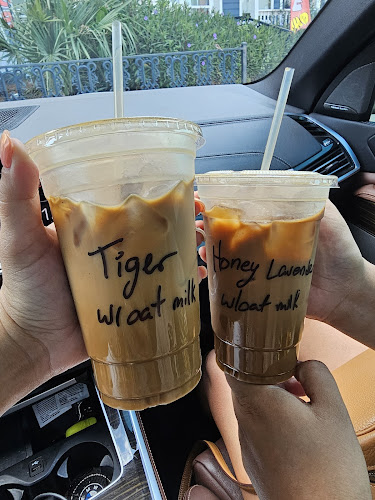 Tiger
w/oat milk
Honey Lavender
w/oat milk